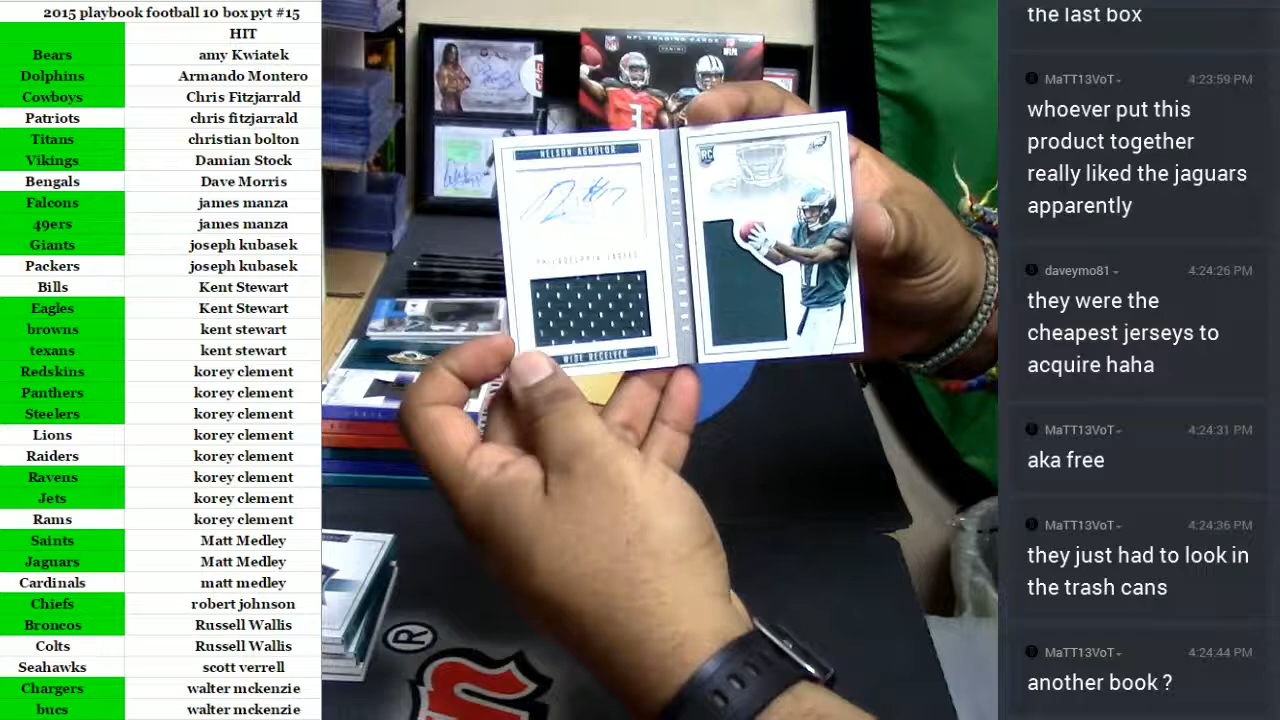 2015 playbook football 10 box pyt #15
HIT
Bears amy Kwiatek
Dolphins Armando Montero
Cowboys Chris Fitzjarrald
Patriots chris fitzjarrald
Titans christian bolton
Vikings Damian Stock
Bengals Dave Morris
Falcons james manza
49ers james manza
Giants joseph kubasek
Packers joseph kubasek
Bills Kent Stewart
Eagles Kent Stewart
browns kent stewart
texans kent stewart
Redskins korey clement
Panthers korey clement
Steelers korey clement
Lions korey clement
Raiders korey clement
Ravens korey clement
Jets korey clement
Rams korey clement
Saints Matt Medley
Jaguars Matt Medley
Cardinals matt medley
Chiefs robert johnson
Broncos Russell Wallis
Colts Russell Wallis
Seahawks scott verrell
Chargers walter mckenzie
bucs walter mckenzie
NFL TRADING CARDS
PANINI
NELSON AGHOLOR
PHILADELPHIA EAGLES
WIDE RECEIVER
ROOKIE PLAYBOOK
RC
®
the last box
MaTT13VoT 4:23:59 PM
whoever put this
product together
really liked the jaguars
apparently
daveymo81 4:24:26 PM
they were the
cheapest jerseys to
acquire haha
MaTT13VoT 4:24:31 PM
aka free
MaTT13VoT 4:24:36 PM
they just had to look in
the trash cans
MaTT13VoT 4:24:44 PM
another book ?